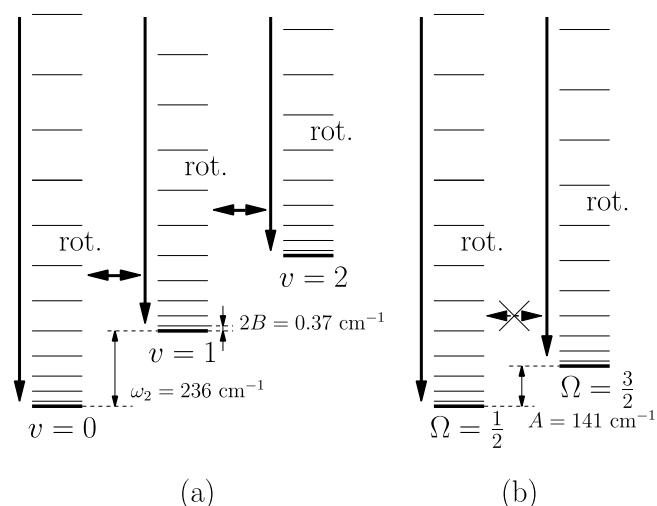 rot.
rot.
rot.
v = 2
2B = 0.37 cm⁻¹
v = 1
ω₂ = 236 cm⁻¹
v = 0
(a)
rot.
rot.
Ω = 3/2
A = 141 cm⁻¹
Ω = 1/2
(b)